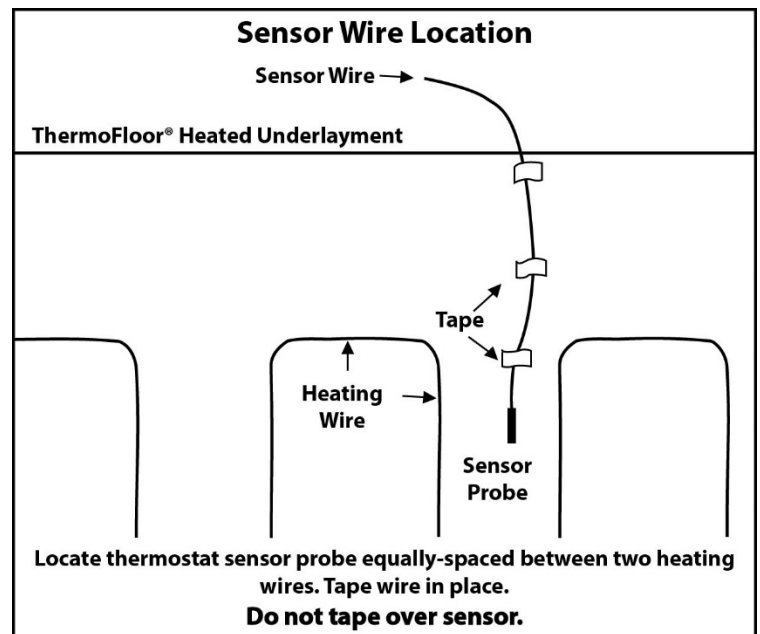 Sensor Wire Location
Sensor Wire
ThermoFloor® Heated Underlayment
Tape
Heating
Wire
Sensor
Probe
Locate thermostat sensor probe equally-spaced between two heating
wires. Tape wire in place.
Do not tape over sensor.